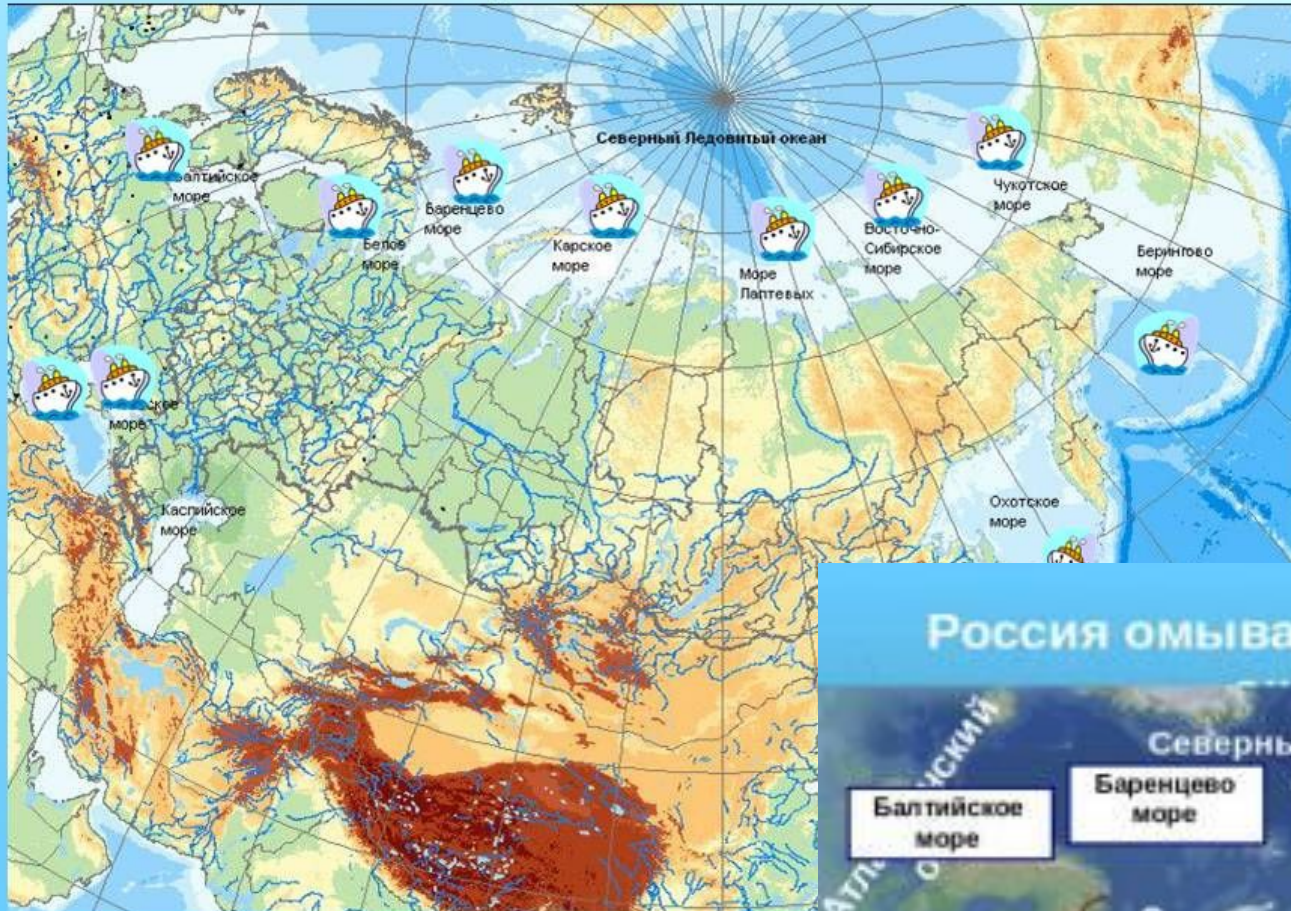 Северный Ледовитый океан
Балтийское
море
Белое
море
Баренцево
море
Карское
море
Море
Лаптевых
Восточно-
Сибирское
море
Чукотское
море
Берингово
море
море
Каспийское
море
Охотское
море
Россия омыва
Северны
Балтийское
море
Баренцево
море